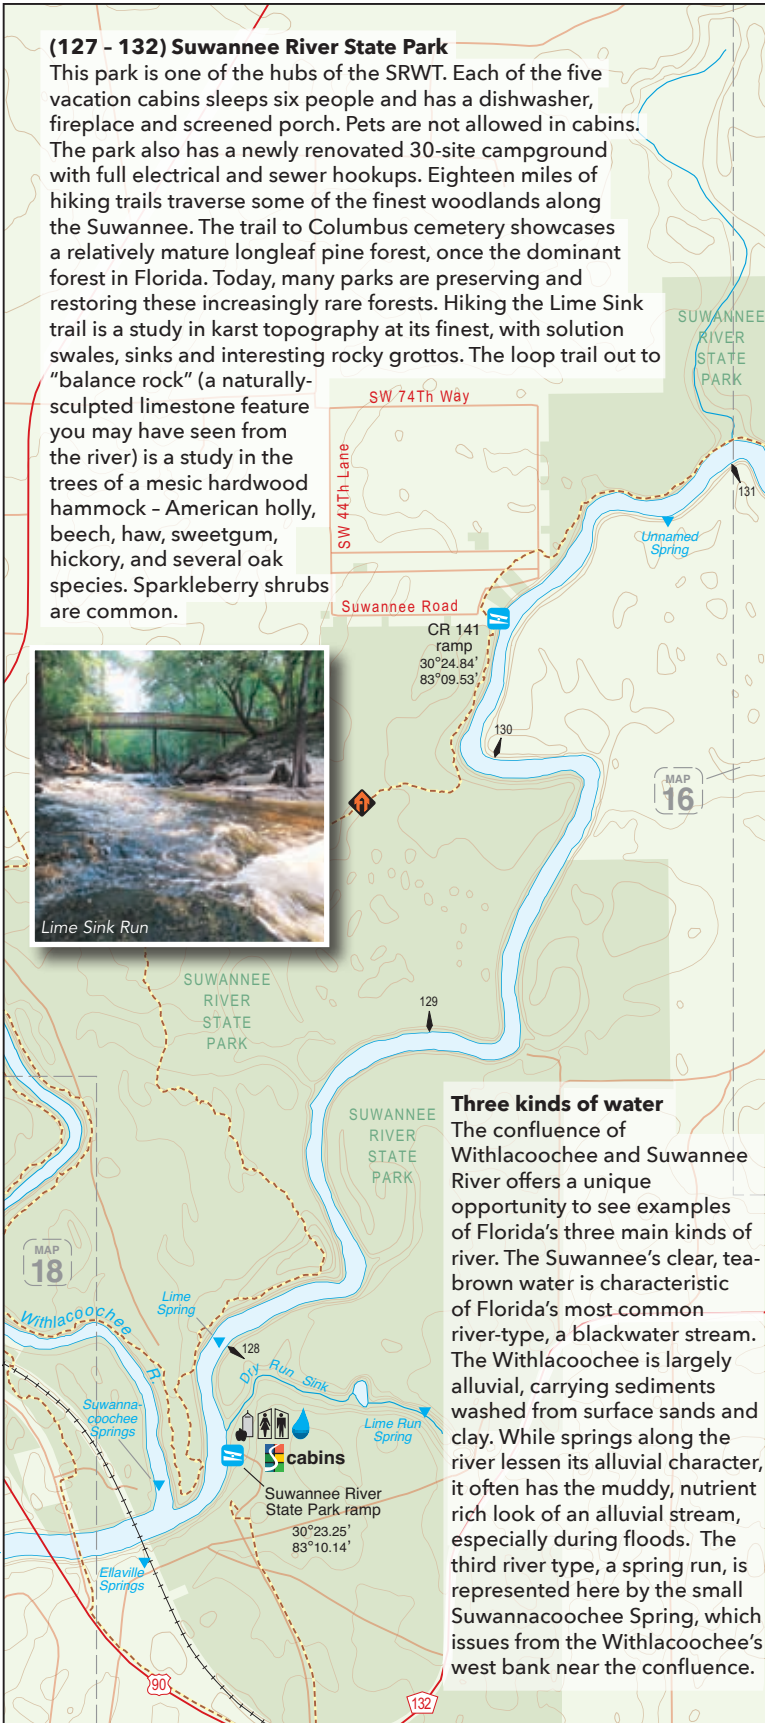 (127 – 132) Suwannee River State Park
This park is one of the hubs of the SRWT. Each of the five
vacation cabins sleeps six people and has a dishwasher,
fireplace and screened porch. Pets are not allowed in cabins.
The park also has a newly renovated 30-site campground
with full electrical and sewer hookups. Eighteen miles of
hiking trails traverse some of the finest woodlands along
the Suwannee. The trail to Columbus cemetery showcases
a relatively mature longleaf pine forest, once the dominant
forest in Florida. Today, many parks are preserving and
restoring these increasingly rare forests. Hiking the Lime Sink
trail is a study in karst topography at its finest, with solution
swales, sinks and interesting rocky grottos. The loop trail out to
“balance rock” (a naturally-
sculpted limestone feature
you may have seen from
the river) is a study in the
trees of a mesic hardwood
hammock – American holly,
beech, haw, sweetgum,
hickory, and several oak
species. Sparkleberry shrubs
are common.
SUWANNEE
RIVER
STATE
PARK
SW 74Th Way
SW 44Th Lane
131
Unnamed
Spring
Suwannee Road
CR 141
ramp
30°24.84'
83°09.53'
130
MAP
16
Lime Sink Run
SUWANNEE
RIVER
STATE
PARK
129
SUWANNEE
RIVER
STATE
PARK
Three kinds of water
The confluence of
Withlacoochee and Suwannee
River offers a unique
opportunity to see examples
of Florida’s three main kinds of
river. The Suwannee’s clear, tea-
brown water is characteristic
of Florida’s most common
river-type, a blackwater stream.
The Withlacoochee is largely
alluvial, carrying sediments
washed from surface sands and
clay. While springs along the
river lessen its alluvial character,
it often has the muddy, nutrient
rich look of an alluvial stream,
especially during floods. The
third river type, a spring run, is
represented here by the small
Suwannacoochee Spring, which
issues from the Withlacoochee’s
west bank near the confluence.
MAP
18
Withlacoochee R.
Lime
Spring
128
Dry Run Sink
Suwanna-
coochee
Springs
Lime Run
Spring
cabins
Suwannee River
State Park ramp
30°23.25'
83°10.14'
Ellaville
Springs
90
132